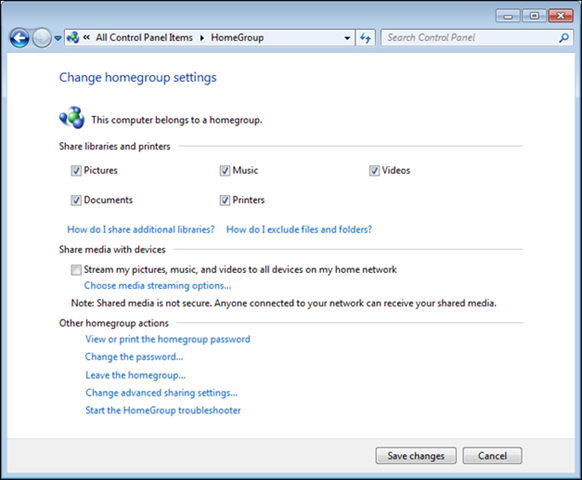 « All Control Panel Items ▸ HomeGroup
Search Control Panel
Change homegroup settings
This computer belongs to a homegroup.
Share libraries and printers
Pictures Music Videos
Documents Printers
How do I share additional libraries? How do I exclude files and folders?
Share media with devices
Stream my pictures, music, and videos to all devices on my home network
Choose media streaming options...
Note: Shared media is not secure. Anyone connected to your network can receive your shared media.
Other homegroup actions
View or print the homegroup password
Change the password...
Leave the homegroup...
Change advanced sharing settings...
Start the HomeGroup troubleshooter
Save changes Cancel